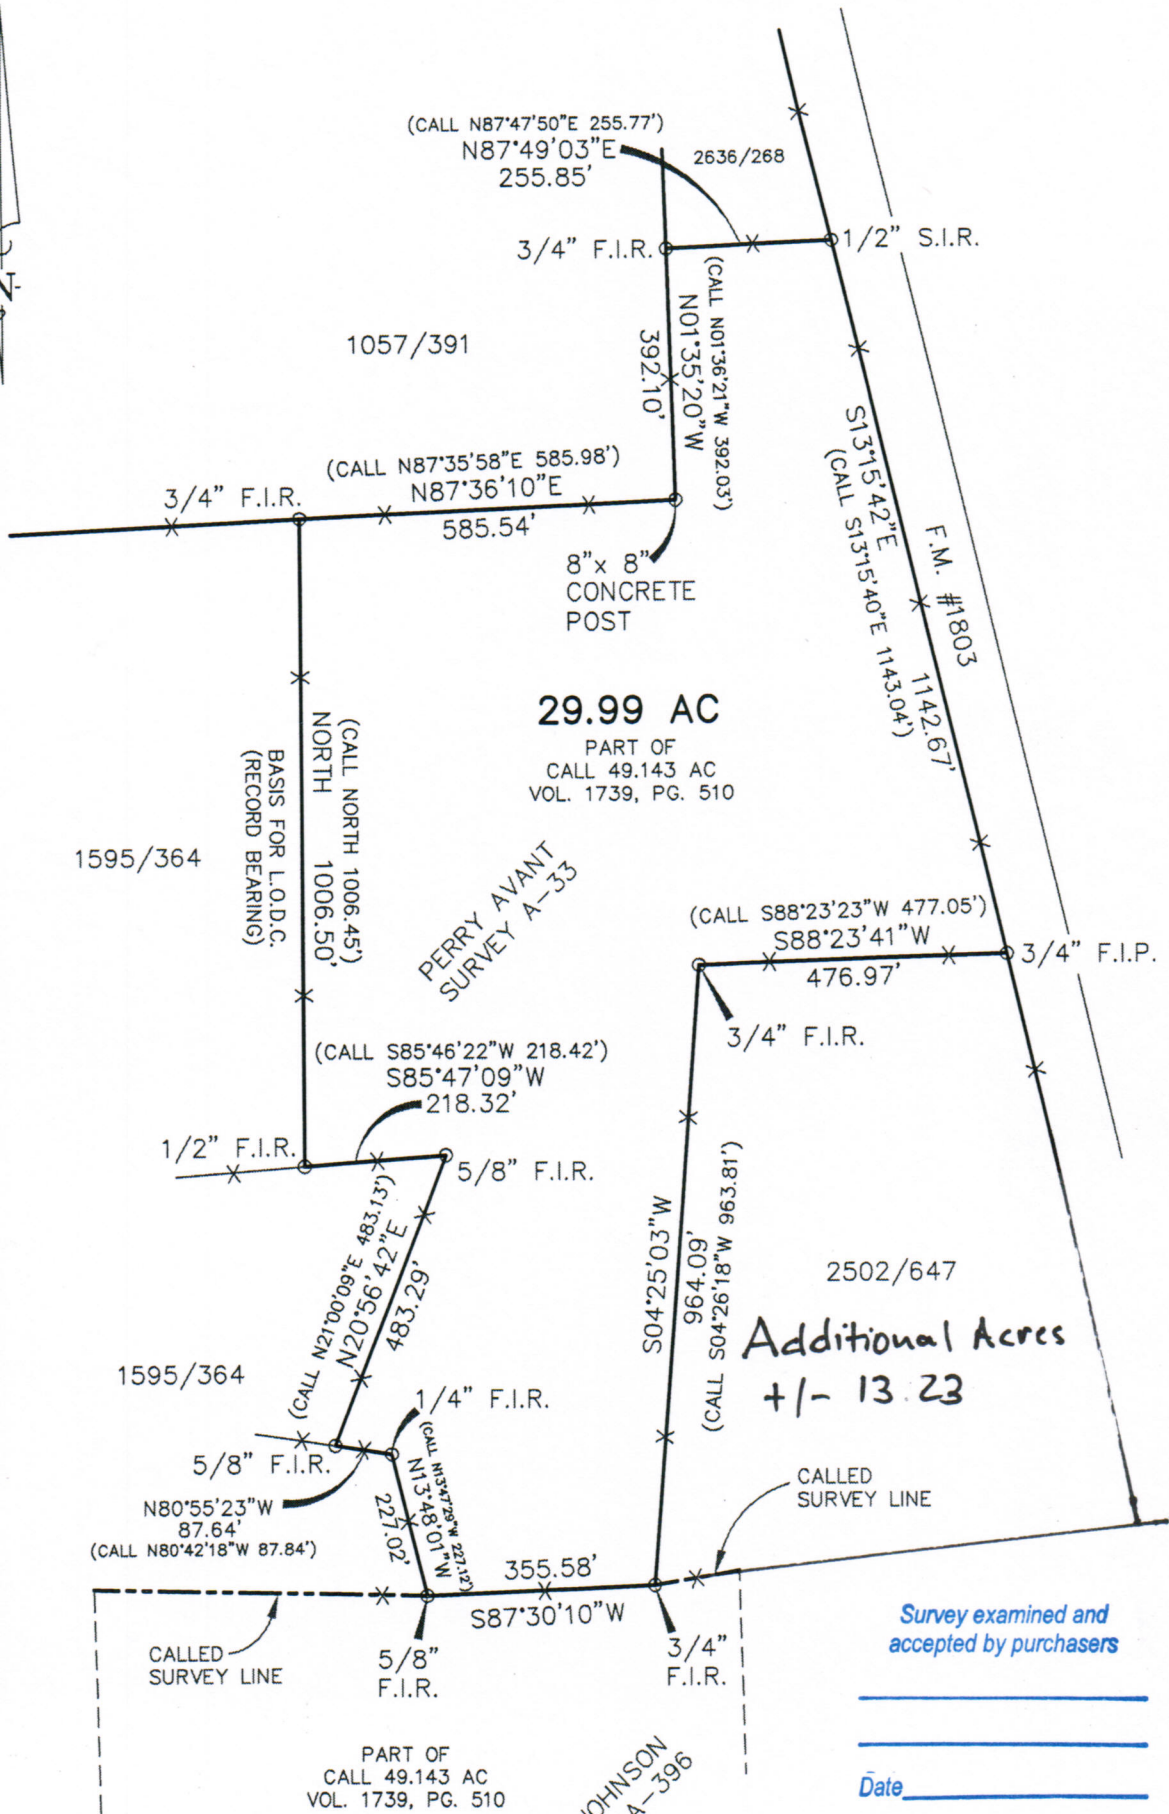 N
(CALL N87°47'50"E 255.77')
N87°49'03"E
255.85'
2636/268
3/4" F.I.R.
1/2" S.I.R.
1057/391
(CALL N01°36'21"W 392.03')
N01°35'20"W
392.10'
(CALL N87°35'58"E 585.98')
N87°36'10"E
585.54'
3/4" F.I.R.
8"x 8"
CONCRETE
POST
S13°15'42"E 1142.67'
(CALL S13°15'40"E 1143.04')
F.M. #1803
29.99 AC
PART OF
CALL 49.143 AC
VOL. 1739, PG. 510
(CALL NORTH 1006.45')
NORTH 1006.50'
BASIS FOR L.O.D.C.
(RECORD BEARING)
1595/364
PERRY AVANT
SURVEY A-33
(CALL S88°23'23"W 477.05')
S88°23'41"W
476.97'
3/4" F.I.P.
3/4" F.I.R.
(CALL S85°46'22"W 218.42')
S85°47'09"W
218.32'
1/2" F.I.R.
5/8" F.I.R.
(CALL N21°00'09"E 483.13')
N20°56'42"E
483.29'
S04°25'03"W
964.09'
(CALL S04°26'18"W 963.81')
2502/647
Additional Acres
+/- 13.23
1595/364
1/4" F.I.R.
5/8" F.I.R.
N80°55'23"W
87.64'
(CALL N80°42'18"W 87.84')
(CALL N13°47'29"W 227.12')
N13°48'01"W
227.02'
CALLED
SURVEY LINE
355.58'
S87°30'10"W
CALLED
SURVEY LINE
5/8"
F.I.R.
3/4"
F.I.R.
Survey examined and
accepted by purchasers
Date
PART OF
CALL 49.143 AC
VOL. 1739, PG. 510
JOHNSON
A-396